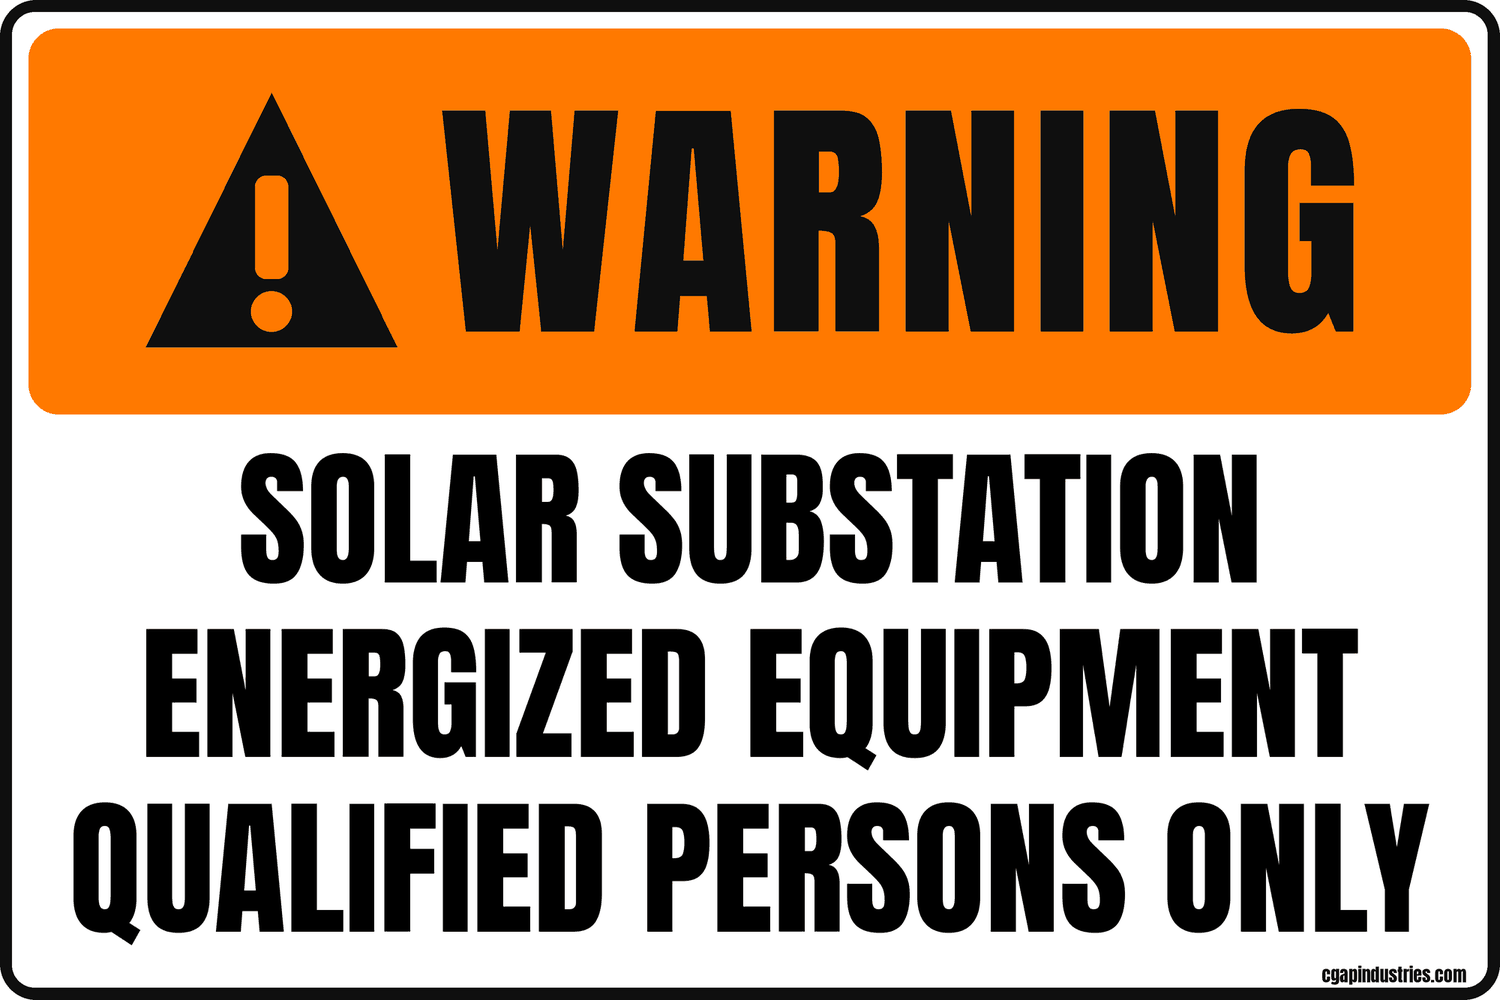 WARNING
SOLAR SUBSTATION
ENERGIZED EQUIPMENT
QUALIFIED PERSONS ONLY
cgapindustries.com